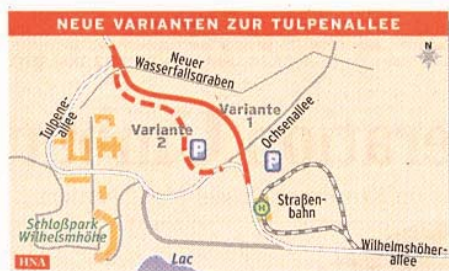 NEUE VARIANTEN ZUR TULPENALLEE
N
Neuer
Wasserfallsgraben
Tulpene-
allee
Variante
1
Ochsenallee
Variante
2
P
P
H
Straßen-
bahn
Schloßpark
Wilhelmshöhe
Wilhelmshöher-
allee
HNA
Lac